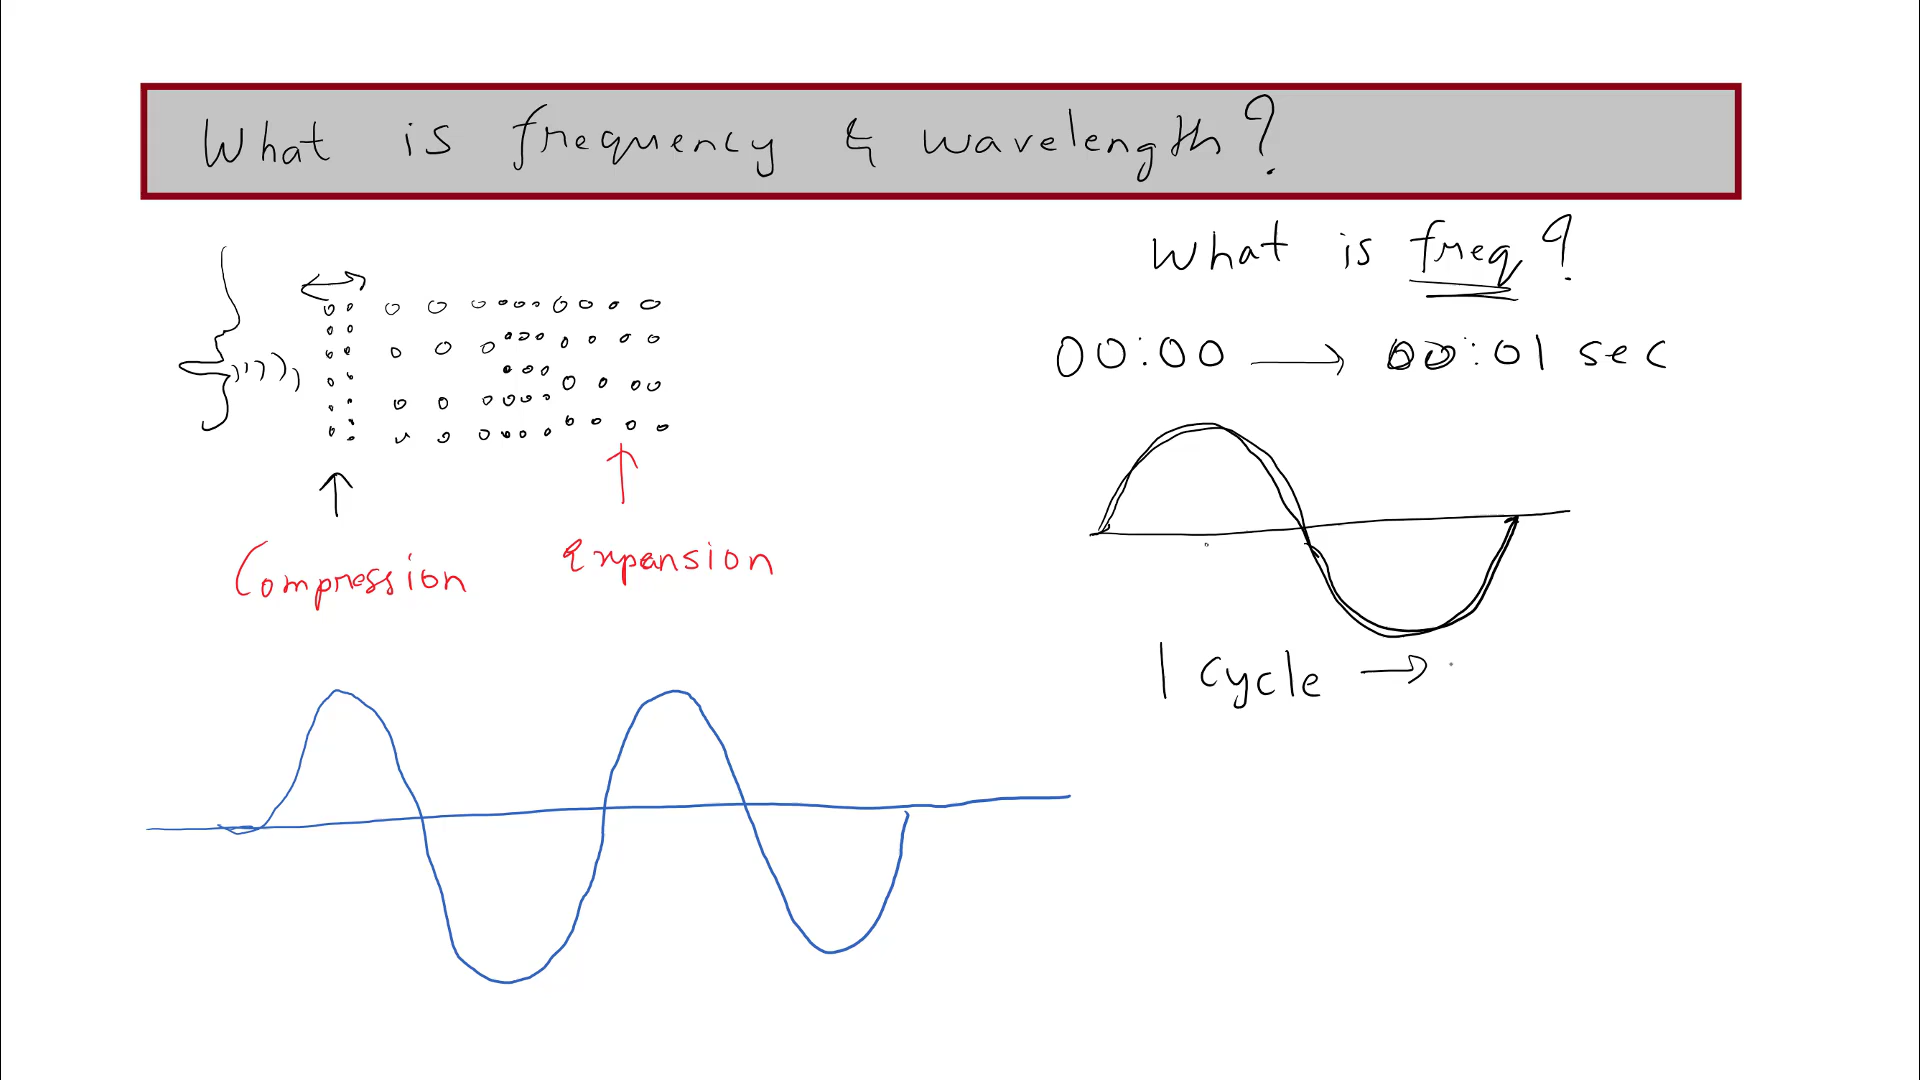 What is frequency & wavelength?
What is freq?
00:00 → 00:01 sec
Compression
Expansion
1 cycle →